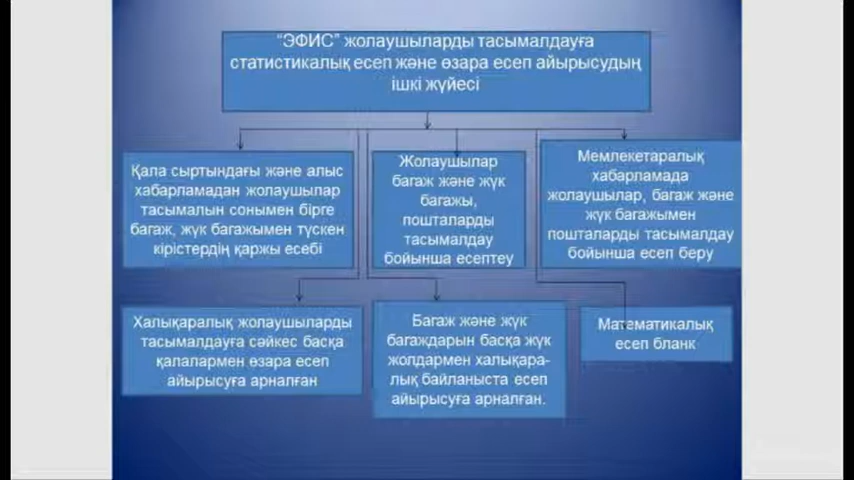 “ЭФИС” жолаушыларды тасымалдауға
статистикалық есеп және өзара есеп айырысудың
ішкі жүйесі
Қала сыртындағы және алыс
хабарламадан жолаушылар
тасымалын сонымен бірге
багаж, жүк багажымен түскен
кірістердің қаржы есебі
Жолаушылар
багаж және жүк
багажы,
пошталарды
тасымалдау
бойынша есептеу
Мемлекетаралық
хабарламада
жолаушылар, багаж және
жүк багажымен
пошталарды тасымалдау
бойынша есеп беру
Халықаралық жолаушыларды
тасымалдауға сәйкес басқа
қалалармен өзара есеп
айырысуға арналған
Багаж және жүк
багаждарын басқа жүк
жолдармен халықара-
лық байланыста есеп
айырысуға арналған.
Математикалық
есеп бланк